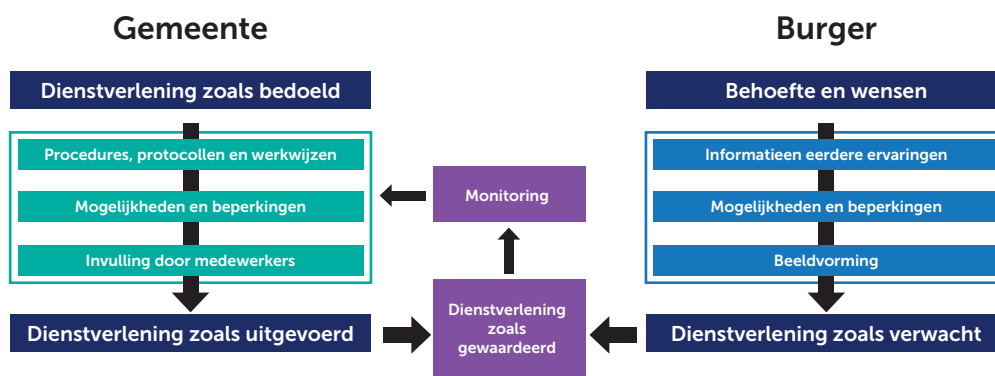 Gemeente
Dienstverlening zoals bedoeld
Procedures, protocollen en werkwijzen
Mogelijkheden en beperkingen
Invulling door medewerkers
Dienstverlening zoals uitgevoerd
Monitoring
Dienstverlening
zoals
gewaardeerd
Burger
Behoefte en wensen
Informatieen eerdere ervaringen
Mogelijkheden en beperkingen
Beeldvorming
Dienstverlening zoals verwacht